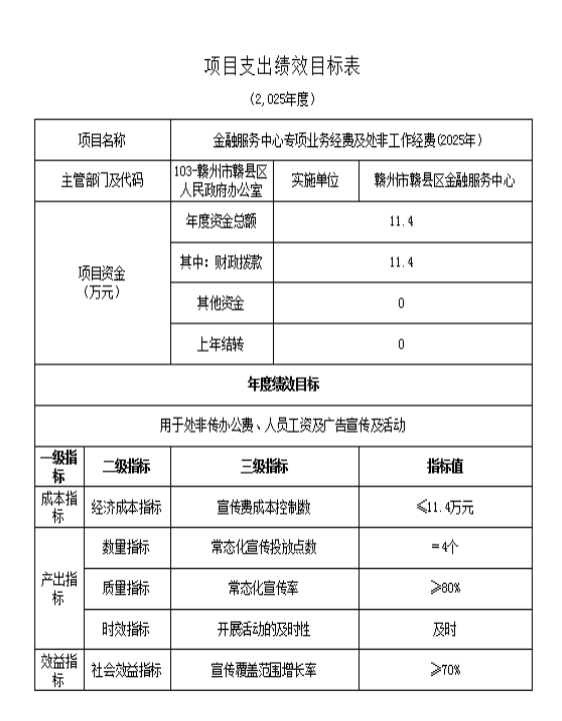 项目支出绩效目标表
（2,025年度）
项目名称 金融服务中心专项业务经费及处非工作经费(2025年)
主管部门及代码 103-赣州市赣县区人民政府办公室 实施单位 赣州市赣县区金融服务中心
项目资金（万元） 年度资金总额 11.4
其中：财政拨款 11.4
其他资金 0
上年结转 0
年度绩效目标
用于处非传办公费、人员工资及广告宣传及活动
一级指标 二级指标 三级指标 指标值
成本指标 经济成本指标 宣传费成本控制数 ≤11.4万元
产出指标 数量指标 常态化宣传投放点数 =4个
质量指标 常态化宣传率 ≥80%
时效指标 开展活动的及时性 及时
效益指标 社会效益指标 宣传覆盖范围增长率 ≥70%